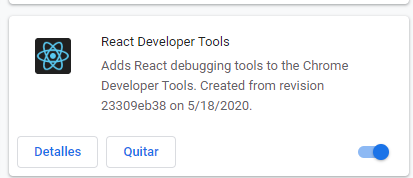 React Developer Tools
Adds React debugging tools to the Chrome
Developer Tools. Created from revision
23309eb38 on 5/18/2020.
Detalles Quitar